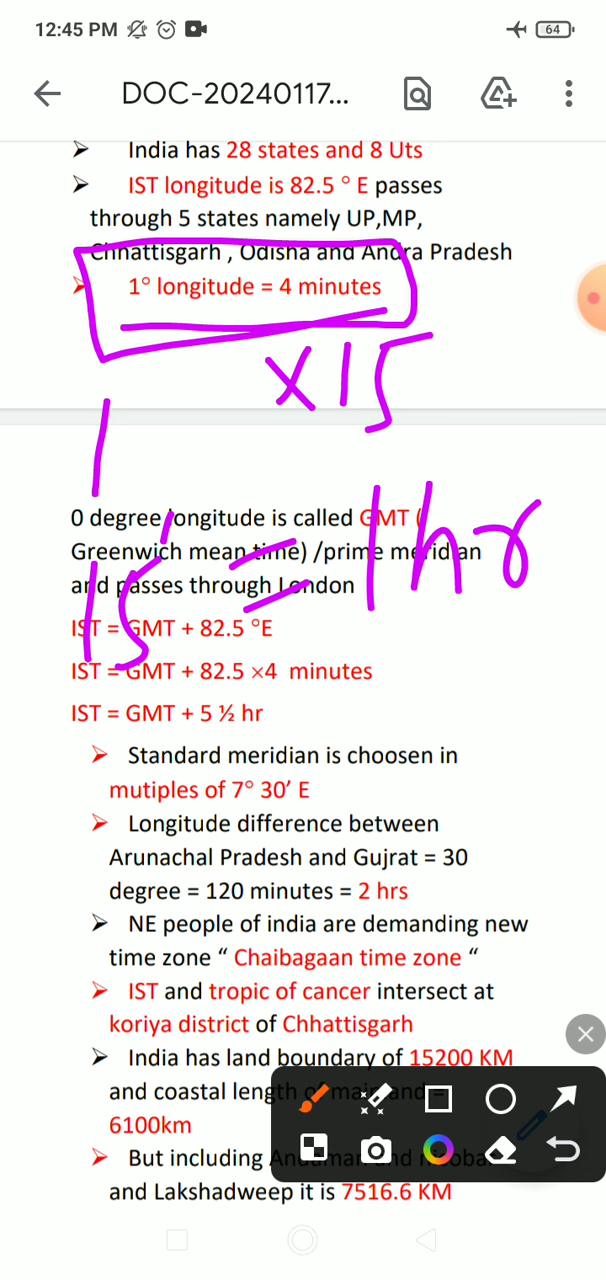 12:45 PM
64
DOC-20240117...
India has 28 states and 8 Uts
IST longitude is 82.5 ° E passes
through 5 states namely UP,MP,
Chhattisgarh , Odisha and Andra Pradesh
1° longitude = 4 minutes
X15
0 degree longitude is called GMT (
Greenwich mean time) /prime meridian
and passes through London
15° = 1hr
IST = GMT + 82.5 °E
IST = GMT + 82.5 ×4 minutes
IST = GMT + 5 ½ hr
Standard meridian is choosen in
mutiples of 7° 30′ E
Longitude difference between
Arunachal Pradesh and Gujrat = 30
degree = 120 minutes = 2 hrs
NE people of india are demanding new
time zone “ Chaibagaan time zone “
IST and tropic of cancer intersect at
koriya district of Chhattisgarh
India has land boundary of 15200 KM
and coastal length of mainland =
6100km
But including Andaman and nicobar
and Lakshadweep it is 7516.6 KM